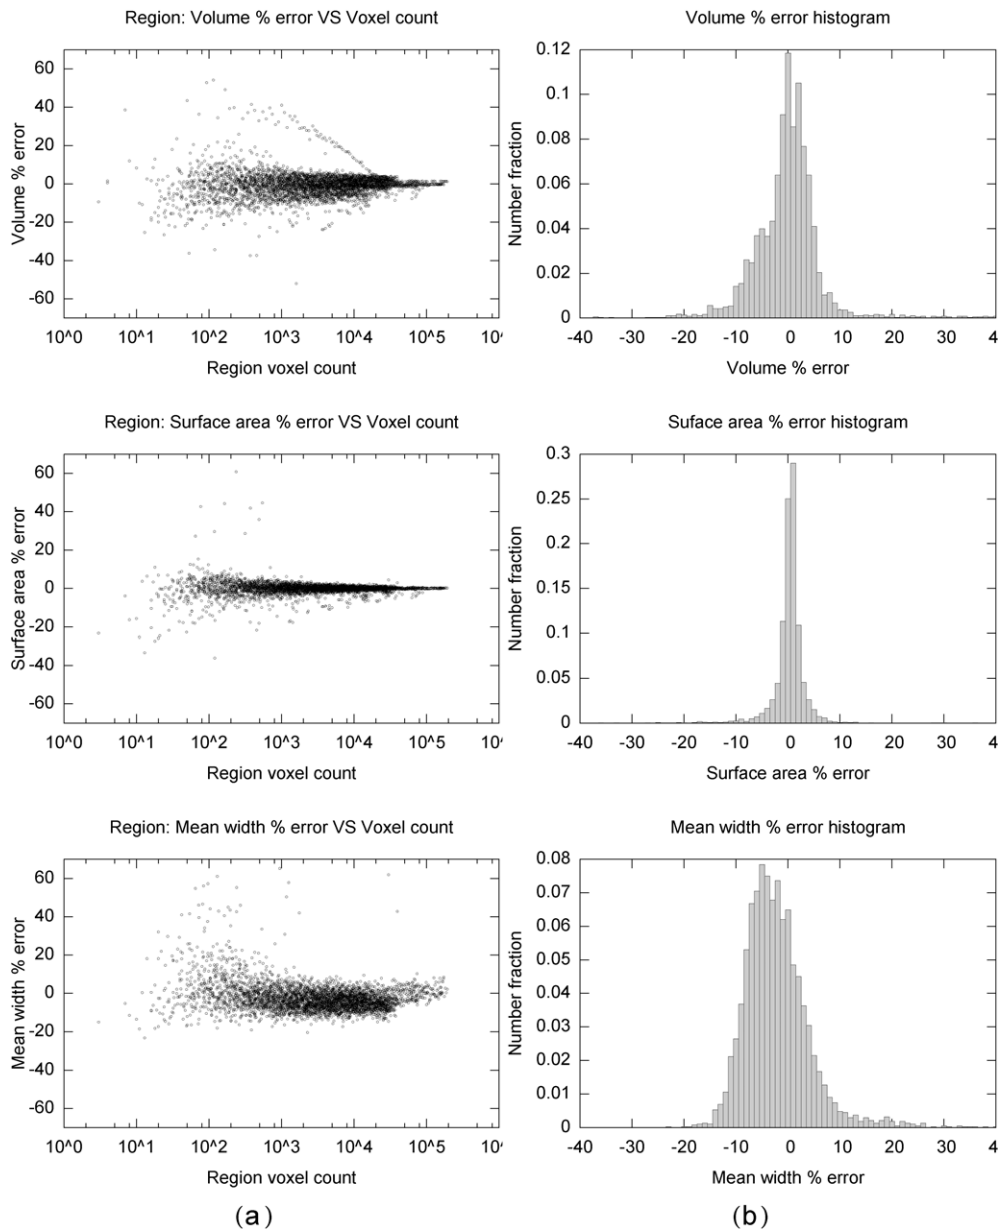 Region: Volume % error VS Voxel count
60
40
20
0
-20
-40
-60
Volume % error
10^0 10^1 10^2 10^3 10^4 10^5 10^
Region voxel count
Volume % error histogram
0.12
0.1
0.08
0.06
0.04
0.02
0
Number fraction
-40 -30 -20 -10 0 10 20 30 4
Volume % error
Region: Surface area % error VS Voxel count
60
40
20
0
-20
-40
-60
Surface area % error
10^0 10^1 10^2 10^3 10^4 10^5 10^
Region voxel count
Suface area % error histogram
0.3
0.25
0.2
0.15
0.1
0.05
0
Number fraction
-40 -30 -20 -10 0 10 20 30 4
Surface area % error
Region: Mean width % error VS Voxel count
60
40
20
0
-20
-40
-60
Mean width % error
10^0 10^1 10^2 10^3 10^4 10^5 10^
Region voxel count
Mean width % error histogram
0.08
0.07
0.06
0.05
0.04
0.03
0.02
0.01
0
Number fraction
-40 -30 -20 -10 0 10 20 30 4
Mean width % error
(a)
(b)